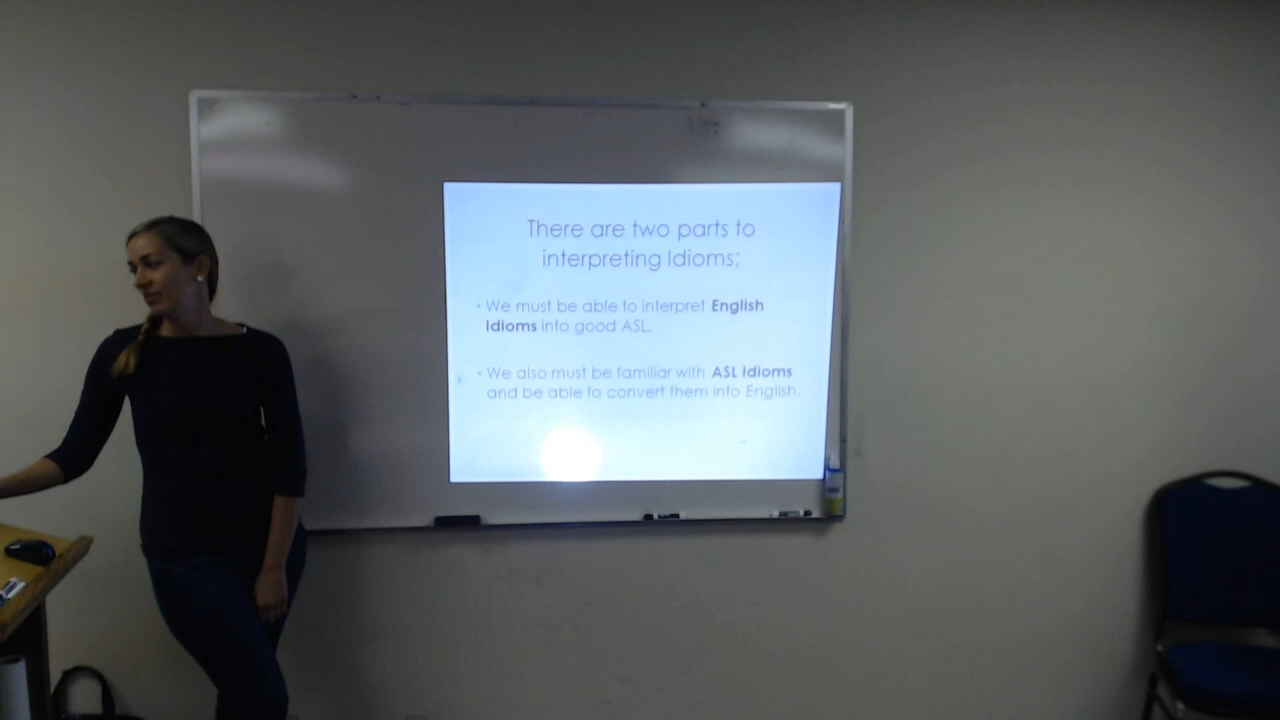 There are two parts to
interpreting Idioms;
• We must be able to interpret English
Idioms into good ASL.
• We also must be familiar with ASL Idioms
and be able to convert them into English.